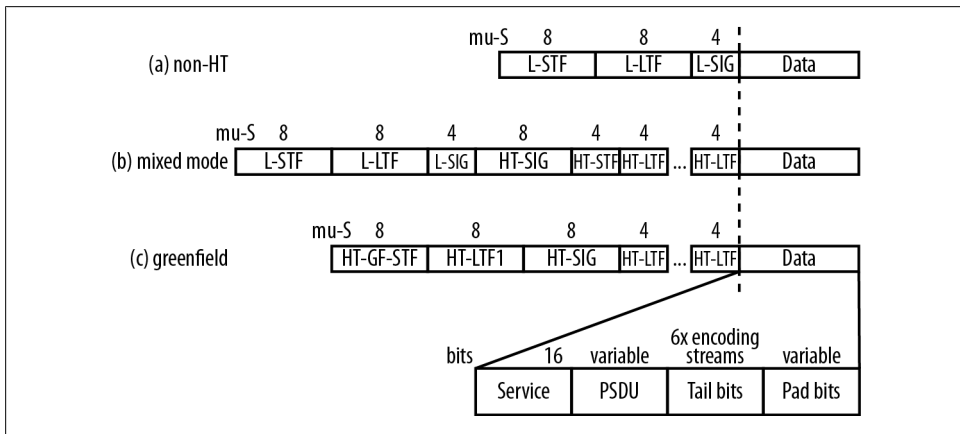 mu-S 8 8 4
(a) non-HT L-STF L-LTF L-SIG Data
mu-S 8 8 4 8 4 4 4
(b) mixed mode L-STF L-LTF L-SIG HT-SIG HT-STF HT-LTF ... HT-LTF Data
mu-S 8 8 8 4 4
(c) greenfield HT-GF-STF HT-LTF1 HT-SIG HT-LTF ... HT-LTF Data
6x encoding
bits 16 variable streams variable
Service PSDU Tail bits Pad bits